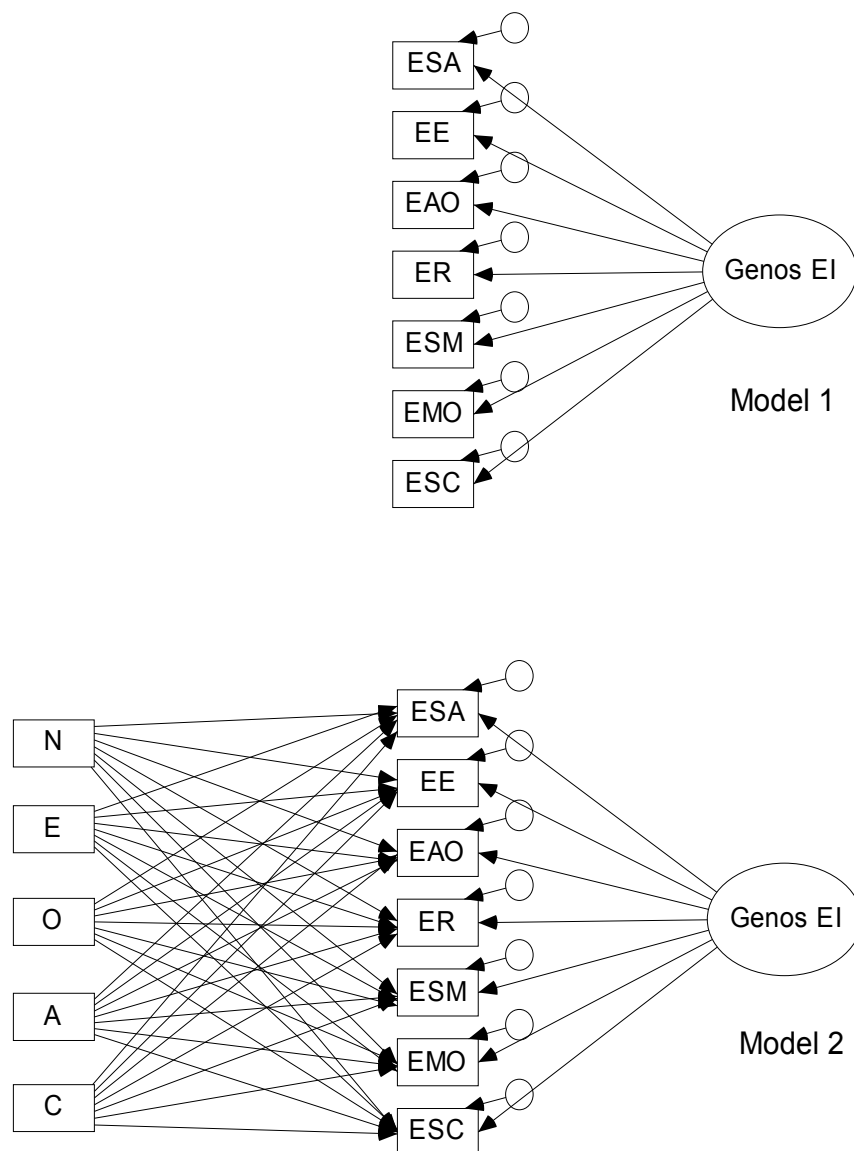 ESA
EE
EAO
ER
ESM
EMO
ESC
Genos EI
Model 1
N
E
O
A
C
ESA
EE
EAO
ER
ESM
EMO
ESC
Genos EI
Model 2